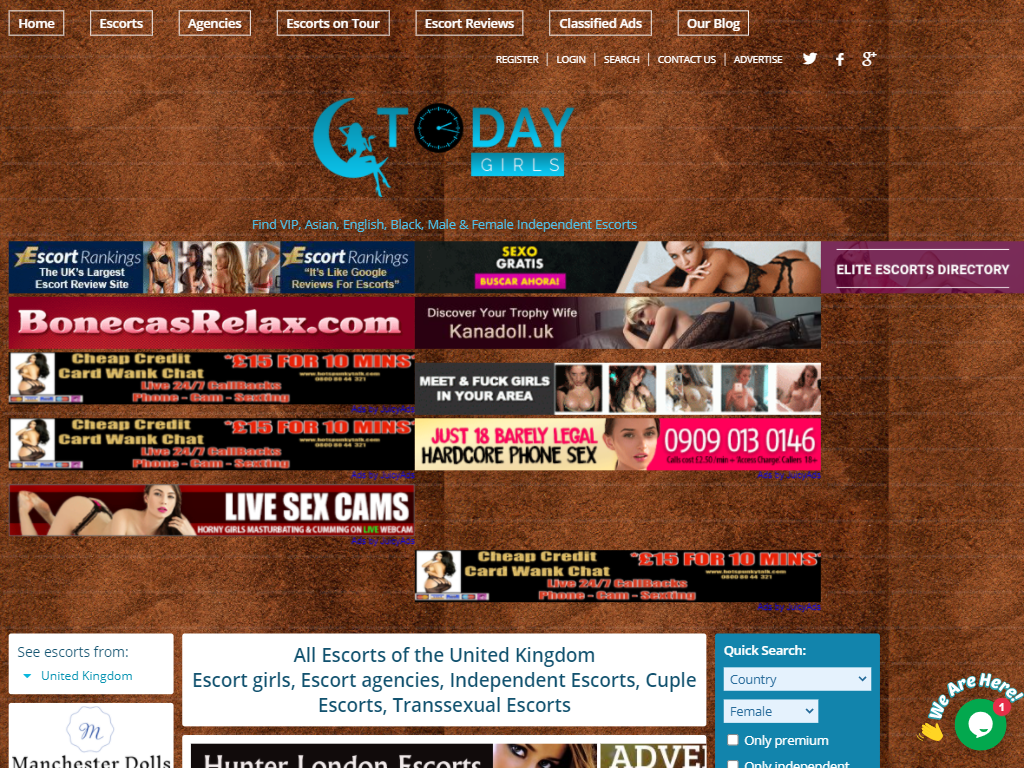 Home
Escorts
Agencies
Escorts on Tour
Escort Reviews
Classified Ads
Our Blog
REGISTER
LOGIN
SEARCH
CONTACT US
ADVERTISE
TODAY
GIRLS
Find VIP, Asian, English, Black, Male & Female Independent Escorts
Escort Rankings
The UK's Largest
Escort Review Site
Escort Rankings
"It's Like Google
Reviews For Escorts"
SEXO
GRATIS
BUSCAR AHORA!
ELITE ESCORTS DIRECTORY
BonecasRelax.com
Discover Your Trophy Wife
Kanadoll.uk
Cheap Credit
Card Wank Chat
"£15 FOR 10 MINS"
Live 24/7 CallBacks
Phone - Cam - Sexting
MEET & FUCK GIRLS
IN YOUR AREA
Cheap Credit
Card Wank Chat
"£15 FOR 10 MINS"
Live 24/7 CallBacks
Phone - Cam - Sexting
JUST 18 BARELY LEGAL
HARDCORE PHONE SEX
0909 013 0146
LIVE SEX CAMS
HORNY GIRLS MASTURBATING & CUMMING ON LIVE WEBCAM
Cheap Credit
Card Wank Chat
"£15 FOR 10 MINS"
Live 24/7 CallBacks
Phone - Cam - Sexting
See escorts from:
United Kingdom
All Escorts of the United Kingdom
Escort girls, Escort agencies, Independent Escorts, Cuple
Escorts, Transsexual Escorts
Quick Search:
Country
Female
Only premium
Only independent
We Are Here!
1
M
Manchester Dolls
Hunter London Escorts